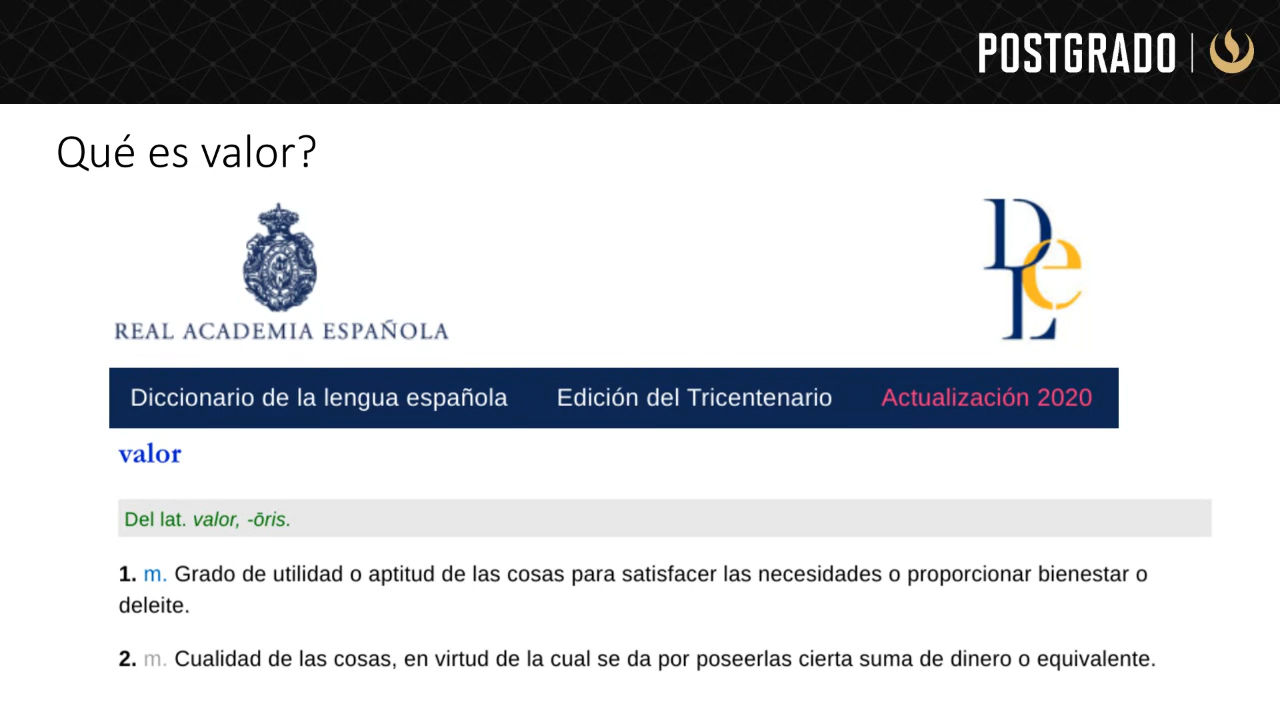 POSTGRADO
Qué es valor?
REAL ACADEMIA ESPAÑOLA
DLe
Diccionario de la lengua española Edición del Tricentenario Actualización 2020
valor
Del lat. valor, -ōris.
1. m. Grado de utilidad o aptitud de las cosas para satisfacer las necesidades o proporcionar bienestar o
deleite.
2. m. Cualidad de las cosas, en virtud de la cual se da por poseerlas cierta suma de dinero o equivalente.